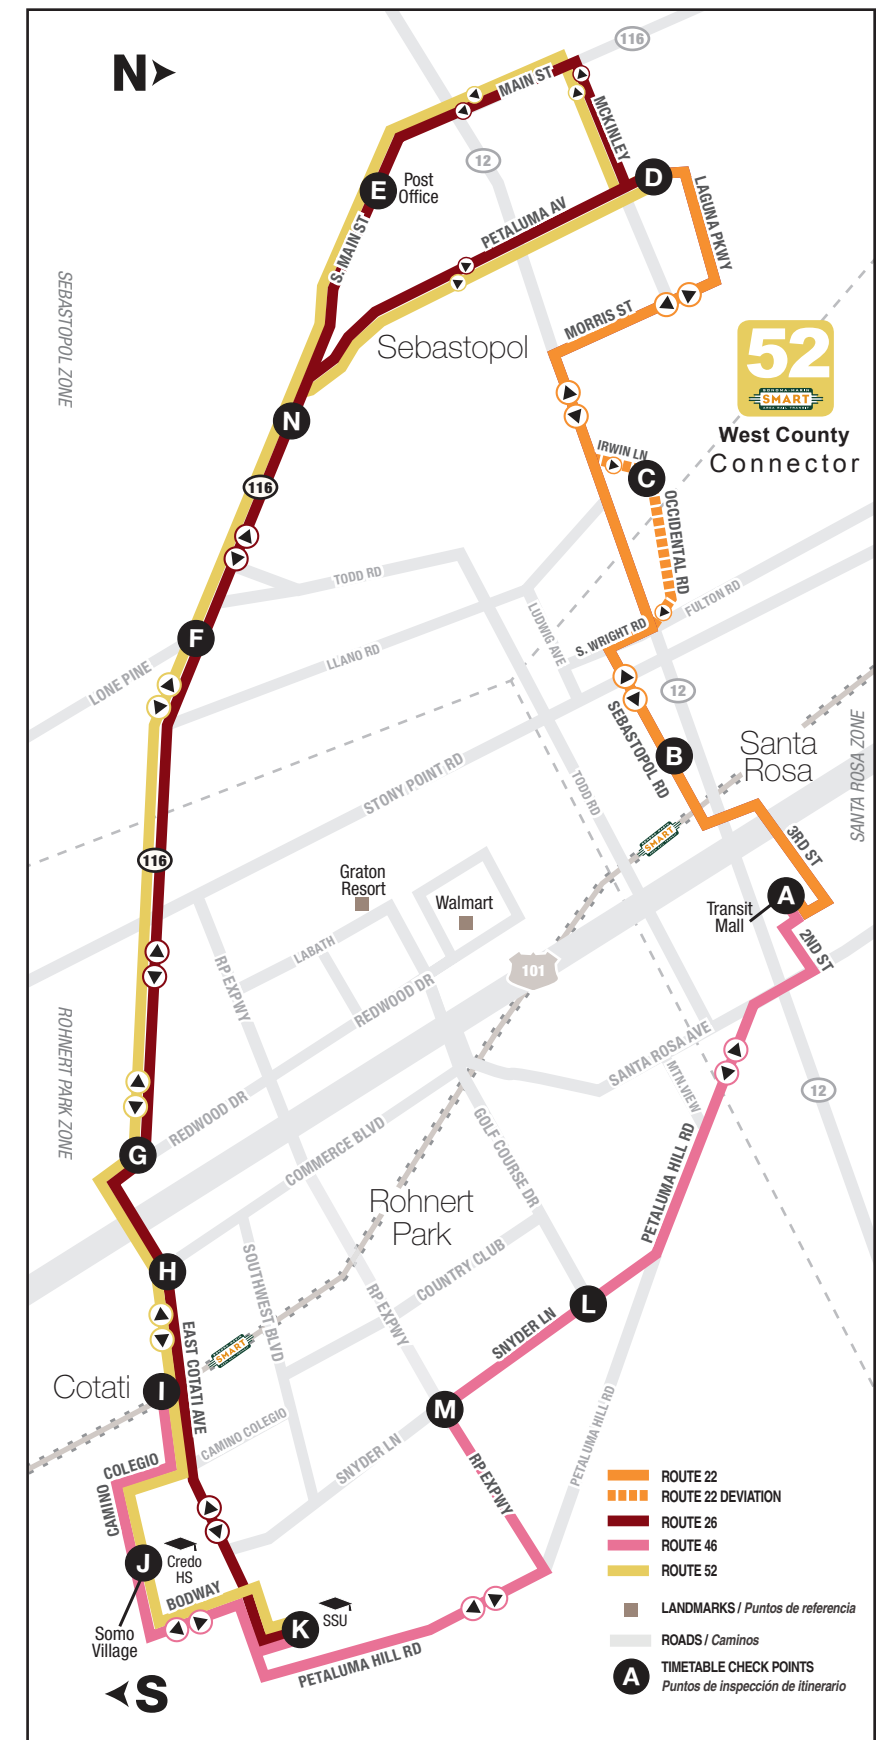 N
116
MAIN ST
MCKINLEY
12
D
E
Post
Office
LAGUNA PKWY
S. MAIN ST
PETALUMA AV
SEBASTOPOL ZONE
MORRIS ST
Sebastopol
52
SONOMA-MARIN
SMART
AREA RAIL TRANSIT
West County
Connector
N
IRWIN LN
C
116
OCCIDENTAL RD
TODD RD
FULTON RD
LUDWIG AVE
F
S. WRIGHT RD
LLANO RD
LONE PINE
12
SEBASTOPOL RD
B
Santa
Rosa
SANTA ROSA ZONE
STONY POINT RD
TODD RD
SMART
3RD ST
116
Graton
Resort
Walmart
A
Transit
Mall
2ND ST
LABATH
RP EXPWY
101
REDWOOD DR
ROHNERT PARK ZONE
SANTA ROSA AVE
MTN.VIEW
12
REDWOOD DR
COMMERCE BLVD
GOLF COURSE DR
G
PETALUMA HILL RD
Rohnert
Park
H
SOUTHWEST BLVD
COUNTRY CLUB
RP EXPWY
L
SNYDER LN
EAST COTATI AVE
SMART
Cotati
I
M
CAMINO COLEGIO
SNYDER LN
PETALUMA HILL RD
COLEGIO
CAMINO
RP EXPWY
ROUTE 22
ROUTE 22 DEVIATION
ROUTE 26
ROUTE 46
ROUTE 52
J
Credo
HS
BODWAY
K
SSU
Somo
Village
PETALUMA HILL RD
LANDMARKS / Puntos de referencia
ROADS / Caminos
A
TIMETABLE CHECK POINTS
Puntos de inspección de itinerario
S